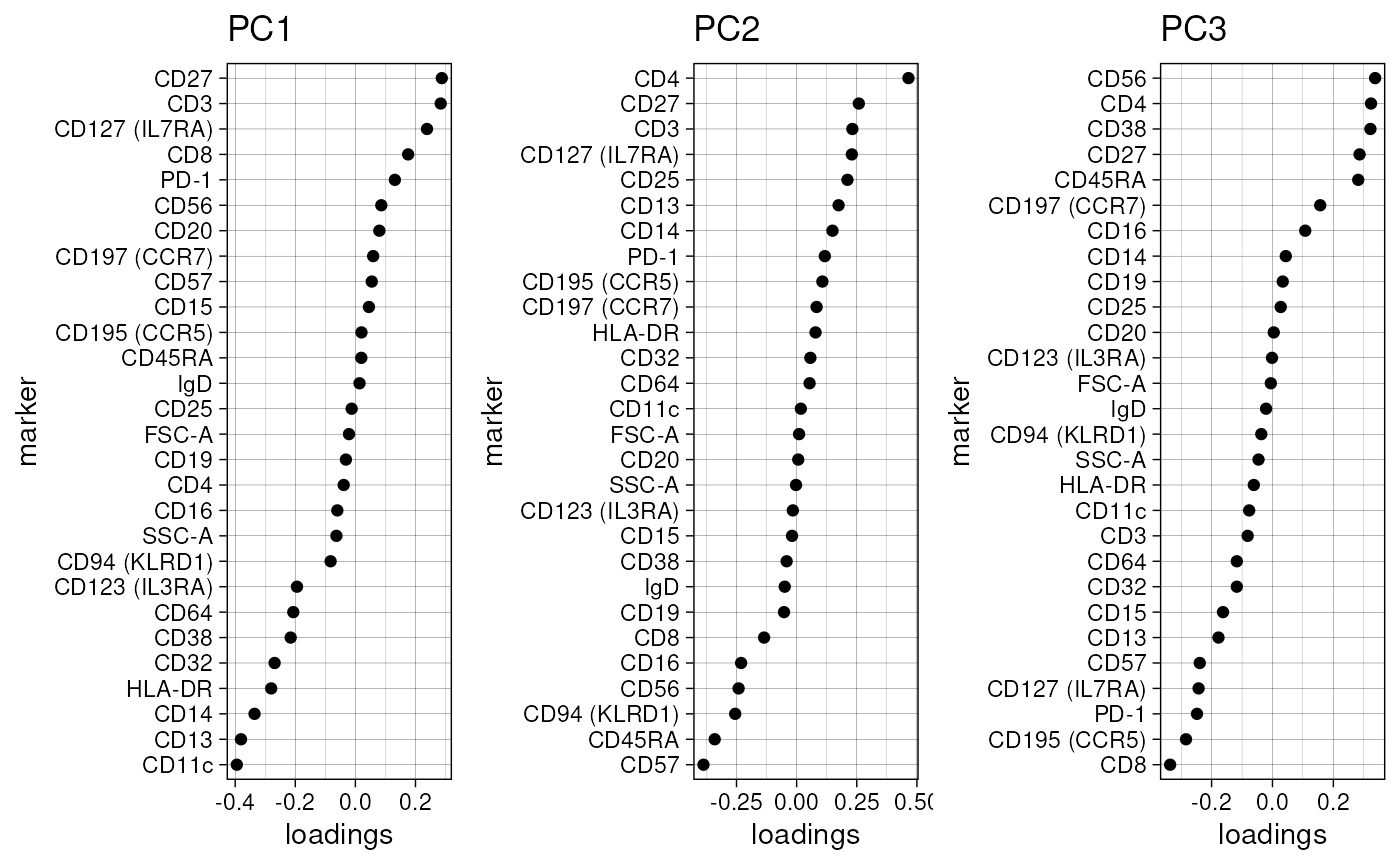 PC1
CD27
CD3
CD127 (IL7RA)
CD8
PD-1
CD56
CD20
CD197 (CCR7)
CD57
CD15
CD195 (CCR5)
CD45RA
IgD
CD25
FSC-A
CD19
CD4
CD16
SSC-A
CD94 (KLRD1)
CD123 (IL3RA)
CD64
CD38
CD32
HLA-DR
CD14
CD13
CD11c
marker
-0.4 -0.2 0.0 0.2
loadings
PC2
CD4
CD27
CD3
CD127 (IL7RA)
CD25
CD13
CD14
PD-1
CD195 (CCR5)
CD197 (CCR7)
HLA-DR
CD32
CD64
CD11c
FSC-A
CD20
SSC-A
CD123 (IL3RA)
CD15
CD38
IgD
CD19
CD8
CD16
CD56
CD94 (KLRD1)
CD45RA
CD57
marker
-0.25 0.00 0.25 0.50
loadings
PC3
CD56
CD4
CD38
CD27
CD45RA
CD197 (CCR7)
CD16
CD14
CD19
CD25
CD20
CD123 (IL3RA)
FSC-A
IgD
CD94 (KLRD1)
SSC-A
HLA-DR
CD11c
CD3
CD64
CD32
CD15
CD13
CD57
CD127 (IL7RA)
PD-1
CD195 (CCR5)
CD8
marker
-0.2 0.0 0.2
loadings